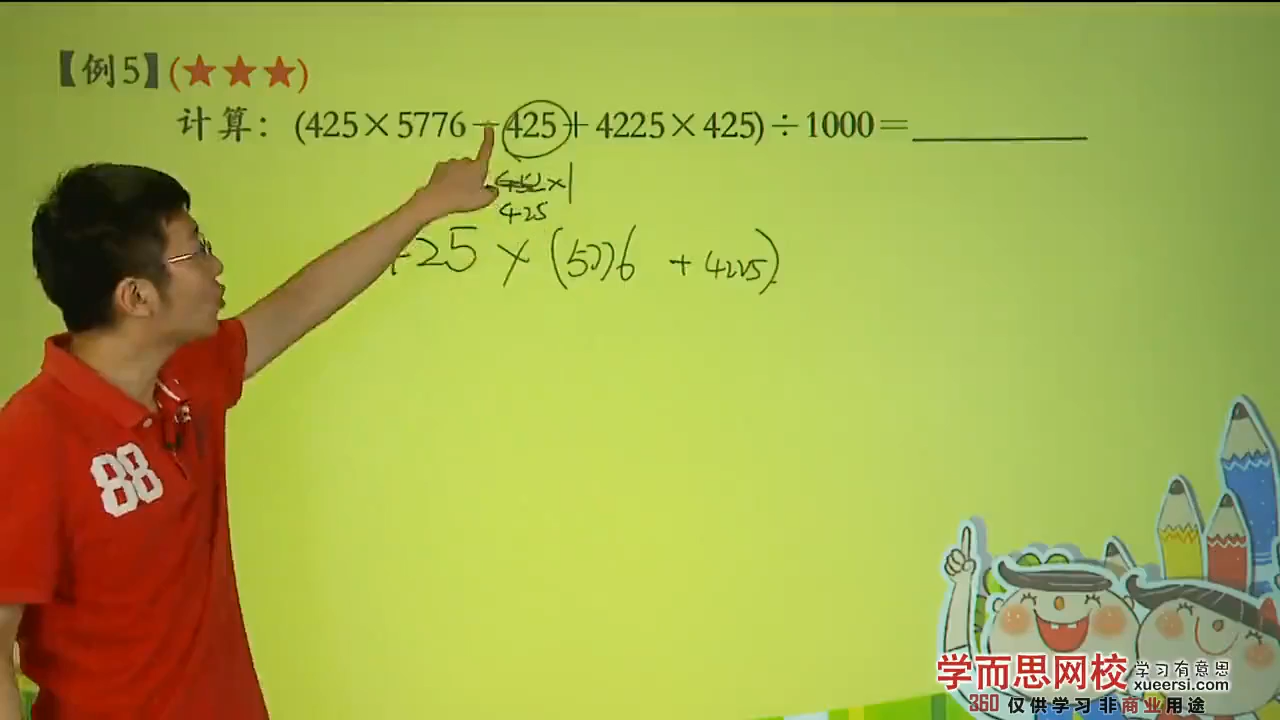 【例5】(★★★)
计算：(425×5776－425＋4225×425)÷1000＝
×1
425
25 × (5776 + 4225)
88
学而思网校 学习有意思
xueersi.com
360 仅供学习 非商业用途